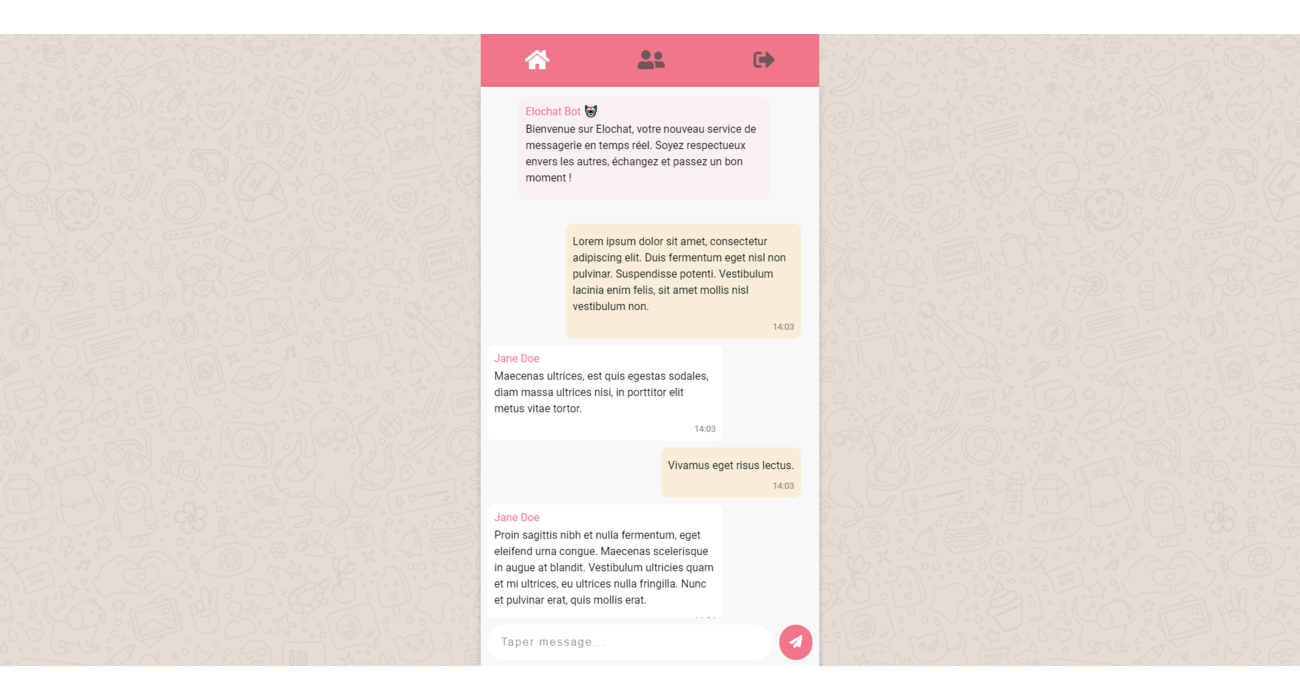 Elochat Bot
Bienvenue sur Elochat, votre nouveau service de
messagerie en temps réel. Soyez respectueux
envers les autres, échangez et passez un bon
moment !
Lorem ipsum dolor sit amet, consectetur
adipiscing elit. Duis fermentum eget nisl non
pulvinar. Suspendisse potenti. Vestibulum
lacinia enim felis, sit amet mollis nisl
vestibulum non.
14:03
Jane Doe
Maecenas ultrices, est quis egestas sodales,
diam massa ultrices nisi, in porttitor elit
metus vitae tortor.
14:03
Vivamus eget risus lectus.
14:03
Jane Doe
Proin sagittis nibh et nulla fermentum, eget
eleifend urna congue. Maecenas scelerisque
in augue at blandit. Vestibulum ultricies quam
et mi ultrices, eu ultrices nulla fringilla. Nunc
et pulvinar erat, quis mollis erat.
Taper message...